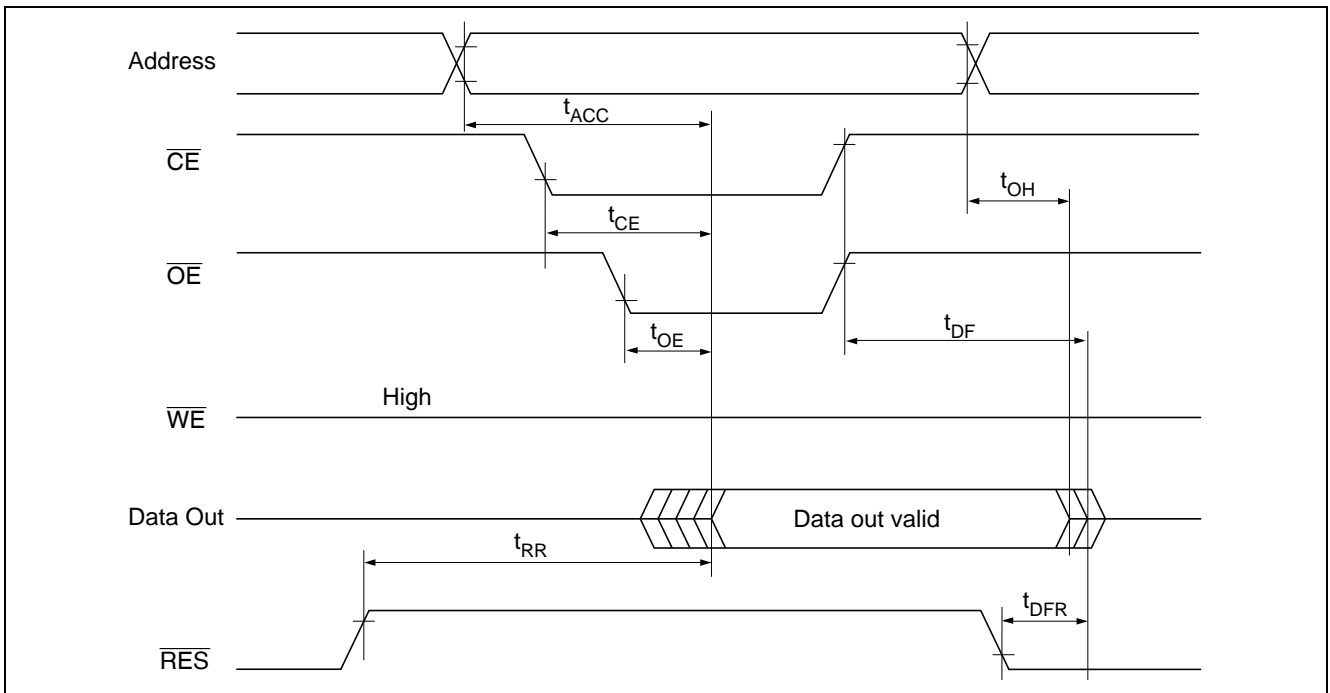 Address
tACC
CE
tOH
tCE
OE
tDF
tOE
High
WE
Data Out
Data out valid
tRR
tDFR
RES